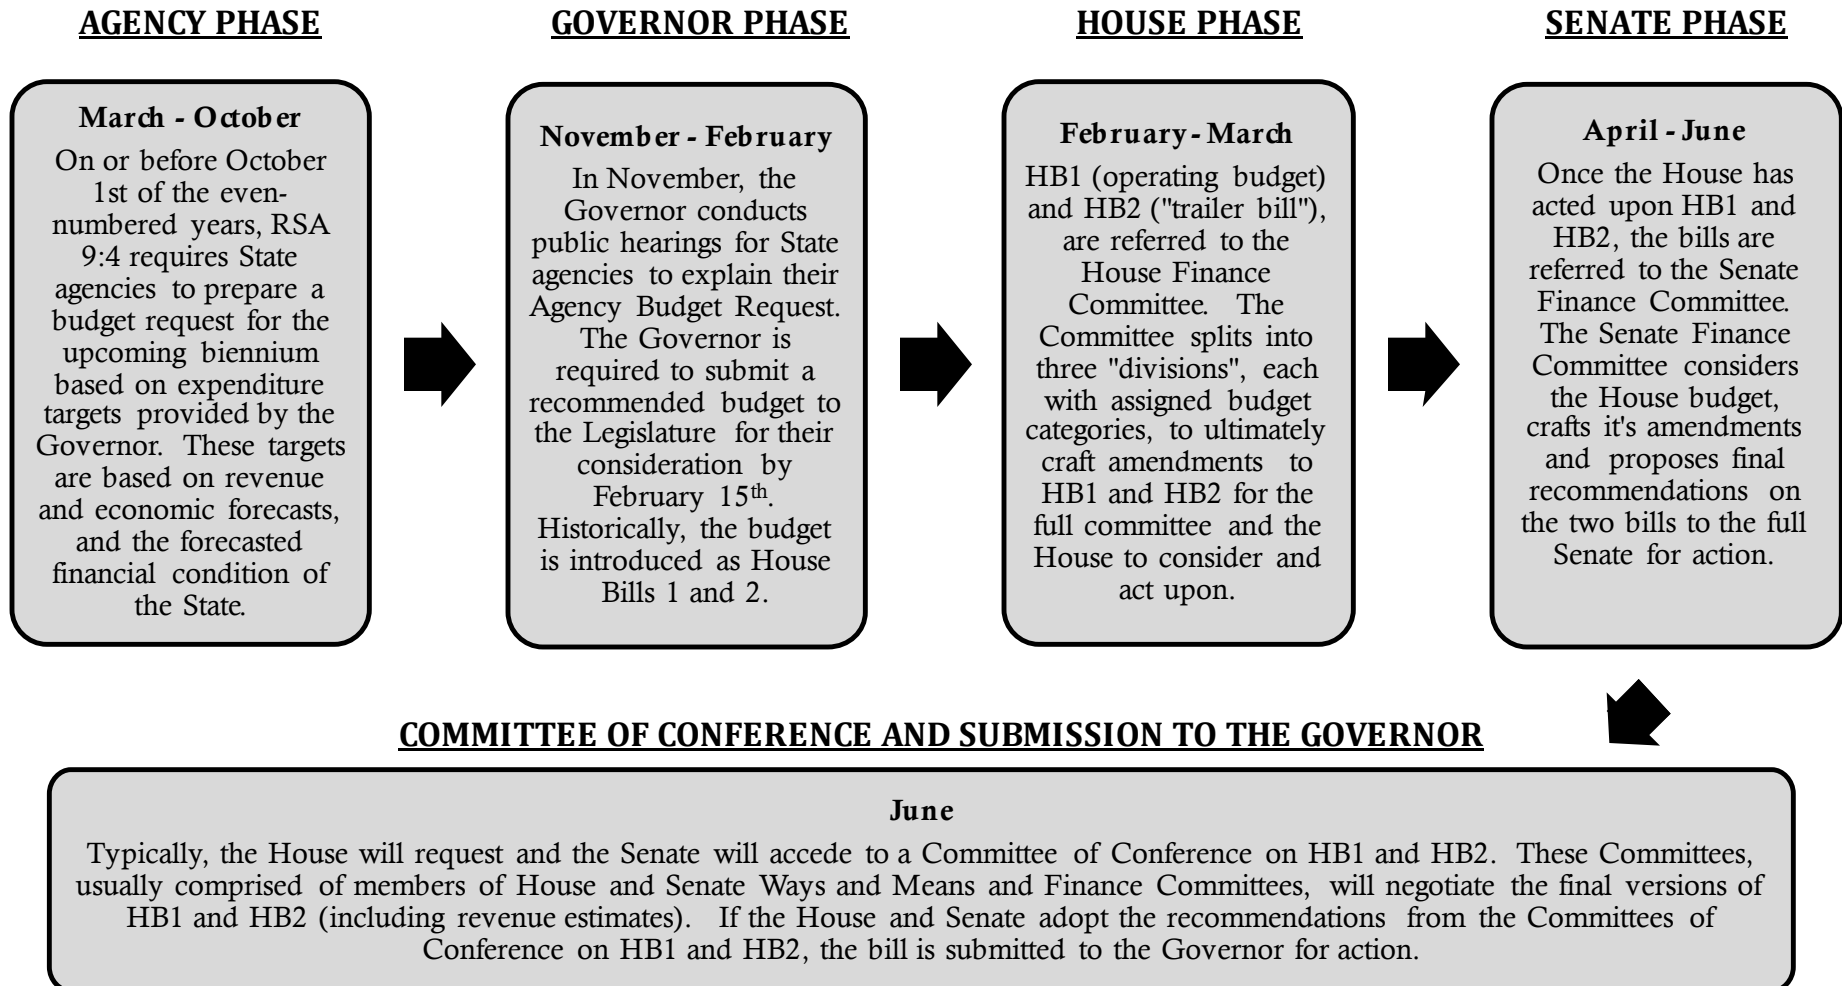 AGENCY PHASE
March - October
On or before October
1st of the even-
numbered years, RSA
9:4 requires State
agencies to prepare a
budget request for the
upcoming biennium
based on expenditure
targets provided by the
Governor. These targets
are based on revenue
and economic forecasts,
and the forecasted
financial condition of
the State.
GOVERNOR PHASE
November - February
In November, the
Governor conducts
public hearings for State
agencies to explain their
Agency Budget Request.
The Governor is
required to submit a
recommended budget to
the Legislature for their
consideration by
February 15th.
Historically, the budget
is introduced as House
Bills 1 and 2.
HOUSE PHASE
February - March
HB1 (operating budget)
and HB2 ("trailer bill"),
are referred to the
House Finance
Committee. The
Committee splits into
three "divisions", each
with assigned budget
categories, to ultimately
craft amendments to
HB1 and HB2 for the
full committee and the
House to consider and
act upon.
SENATE PHASE
April - June
Once the House has
acted upon HB1 and
HB2, the bills are
referred to the Senate
Finance Committee.
The Senate Finance
Committee considers
the House budget,
crafts it's amendments
and proposes final
recommendations on
the two bills to the full
Senate for action.
COMMITTEE OF CONFERENCE AND SUBMISSION TO THE GOVERNOR
June
Typically, the House will request and the Senate will accede to a Committee of Conference on HB1 and HB2. These Committees,
usually comprised of members of House and Senate Ways and Means and Finance Committees, will negotiate the final versions of
HB1 and HB2 (including revenue estimates). If the House and Senate adopt the recommendations from the Committees of
Conference on HB1 and HB2, the bill is submitted to the Governor for action.